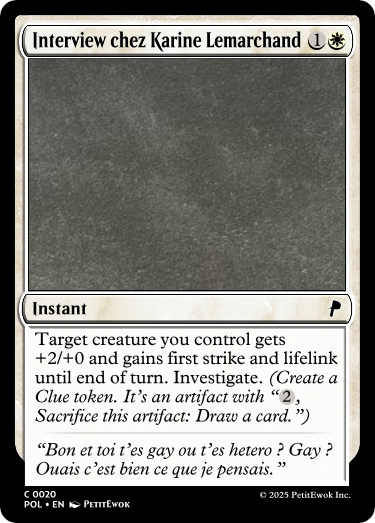 Interview chez Karine Lemarchand 1
Instant
Target creature you control gets
+2/+0 and gains first strike and lifelink
until end of turn. Investigate. (Create a
Clue token. It's an artifact with “2,
Sacrifice this artifact: Draw a card.”)
“Bon et toi t'es gay ou t'es hetero ? Gay ?
Ouais c'est bien ce que je pensais.”
C 0020
POL • EN PetitEwok
© 2025 PetitEwok.